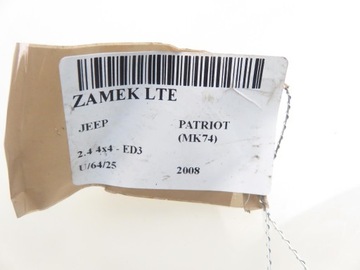 ZAMEK LTE
JEEP PATRIOT
(MK74)
2.4 4x4 - ED3
U/64/25 2008